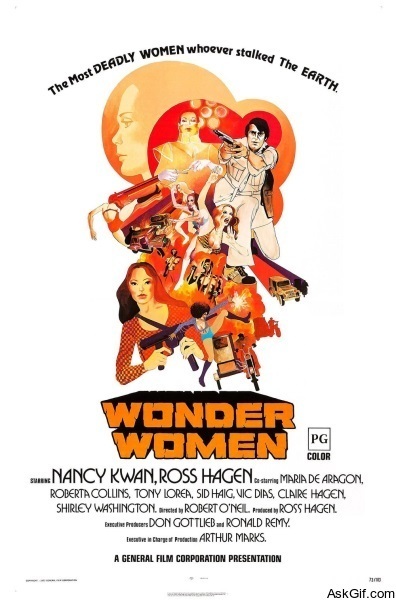 The Most DEADLY WOMEN whoever stalked The EARTH.
WONDER
WOMEN
PG
COLOR
STARRING NANCY KWAN, ROSS HAGEN Co-starring MARIA DE ARAGON,
ROBERTA COLLINS, TONY LOREA, SID HAIG, VIC DIAS, CLAIRE HAGEN,
SHIRLEY WASHINGTON. Directed by ROBERT O'NEIL. Produced by ROSS HAGEN.
Executive Producers DON GOTTLIEB and RONALD REMY.
Executive in Charge of Production ARTHUR MARKS.
A GENERAL FILM CORPORATION PRESENTATION
73/110
AskGif.com